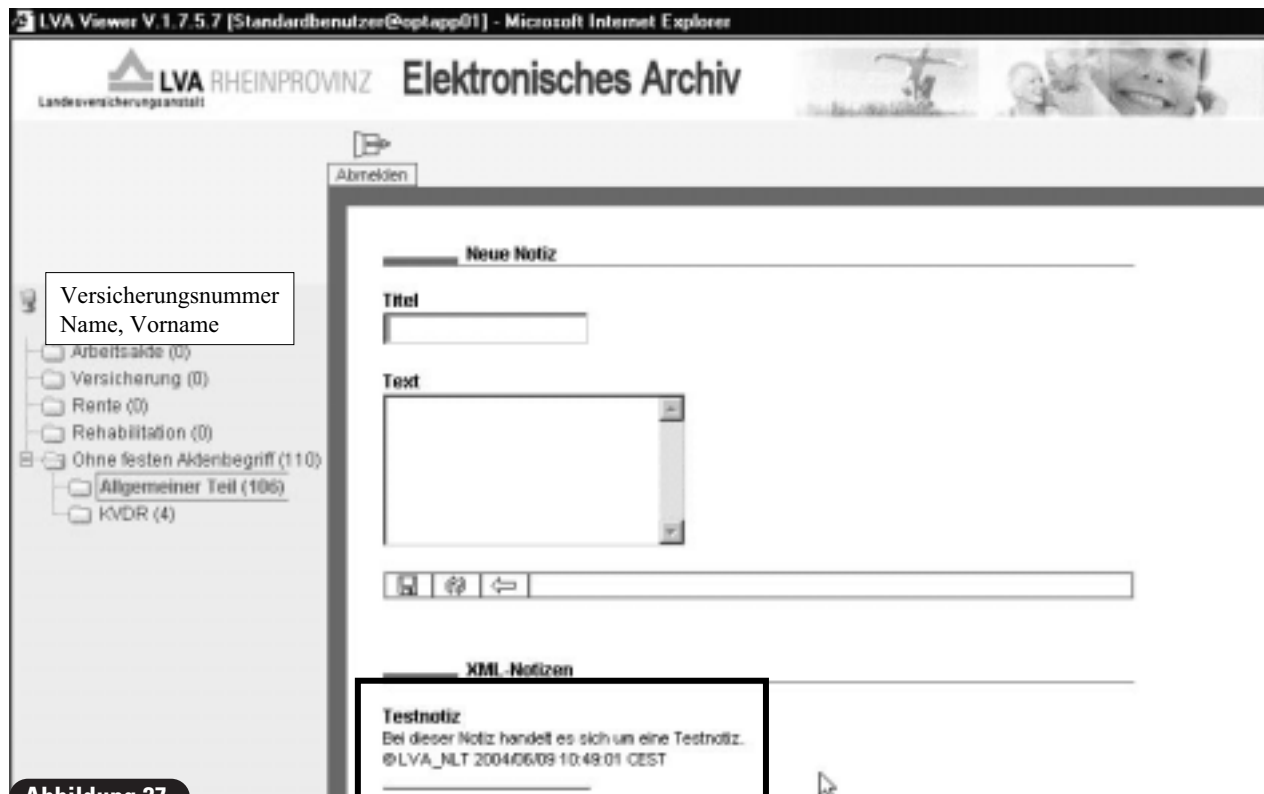 LVA Viewer V.1.7.5.7 [Standardbenutzer@optapp01] - Microsoft Internet Explorer
LVA RHEINPROVINZ
Landesversicherungsanstalt
Elektronisches Archiv
Abmelden
Versicherungsnummer
Name, Vorname
Arbeitsakte (0)
Versicherung (0)
Rente (0)
Rehabilitation (0)
Ohne festen Aktenbegriff (110)
Allgemeiner Teil (106)
KVDR (4)
Neue Notiz
Titel
Text
XML-Notizen
Testnotiz
Bei dieser Notiz handelt es sich um eine Testnotiz.
©LVA_NLT 2004/06/09 10:49:01 CEST
Abbildung 27